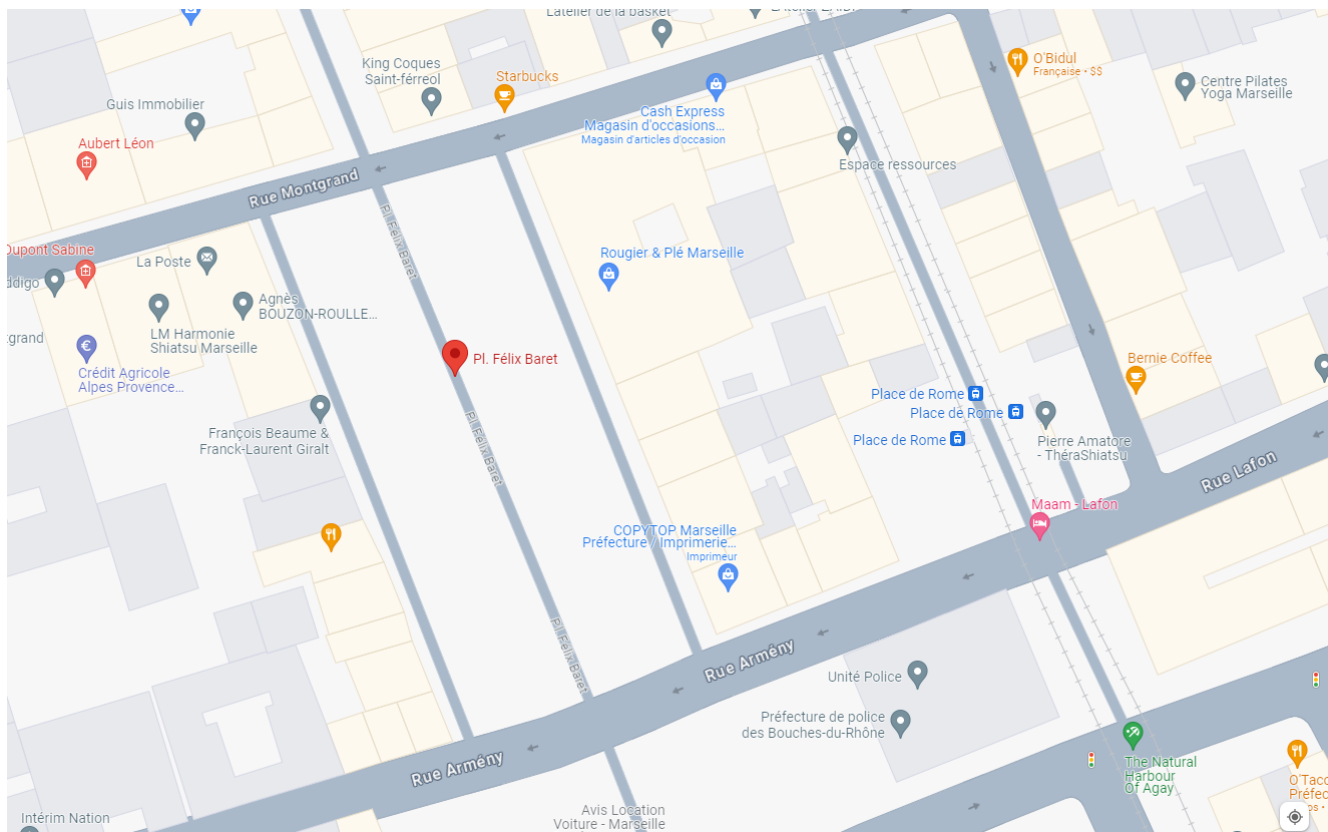 L'atelier de la basket
King Coques
Saint-férreol
Starbucks
O'Bidul
Française • $$
Centre Pilates
Yoga Marseille
Guis Immobilier
Cash Express
Magasin d'occasions...
Magasin d'articles d'occasion
Aubert Léon
Espace ressources
Rue Montgrand
Pl. Félix Baret
Dupont Sabine
La Poste
Rougier & Plé Marseille
ddigo
Agnès
BOUZON-ROULLE...
LM Harmonie
Shiatsu Marseille
tgrand
Crédit Agricole
Alpes Provence...
Pl. Félix Baret
Bernie Coffee
Place de Rome
Place de Rome
Place de Rome
François Beaume &
Franck-Laurent Giralt
Pl. Félix Baret
Pierre Amatore
- ThéraShiatsu
Rue Lafon
Maam - Lafon
COPYTOP Marseille
Préfecture / Imprimerie...
Imprimeur
Pl. Félix Baret
Rue Armény
Unité Police
Préfecture de police
des Bouches-du-Rhône
Rue Armény
The Natural
Harbour
Of Agay
O'Taco
Préfec
os •
Intérim Nation
Avis Location
Voiture - Marseille